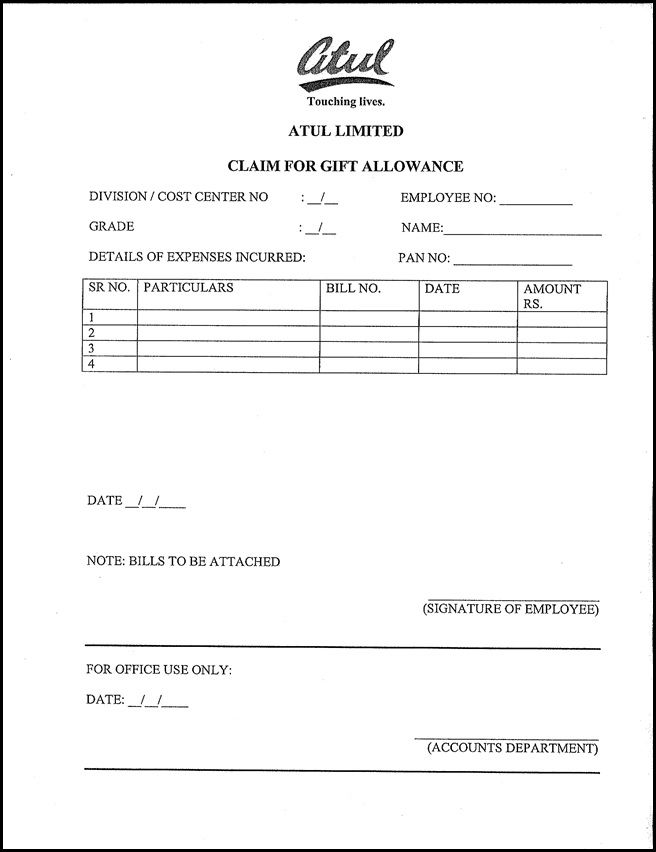 Atul
Touching lives.
ATUL LIMITED
CLAIM FOR GIFT ALLOWANCE
DIVISION / COST CENTER NO : __/__ EMPLOYEE NO: __________
GRADE : __/__ NAME:______________________
DETAILS OF EXPENSES INCURRED: PAN NO: ________________
SR NO. PARTICULARS BILL NO. DATE AMOUNT
RS.
1
2
3
4
DATE __/__/____
NOTE: BILLS TO BE ATTACHED
(SIGNATURE OF EMPLOYEE)
FOR OFFICE USE ONLY:
DATE: __/__/____
(ACCOUNTS DEPARTMENT)